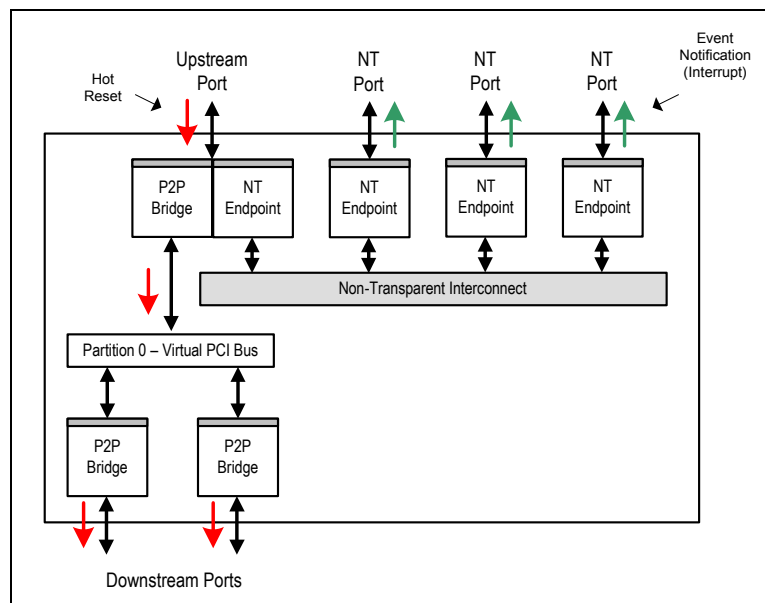 Event
Notification
(Interrupt)
Hot
Reset
Upstream
Port
NT
Port
NT
Port
NT
Port
P2P
Bridge
NT
Endpoint
NT
Endpoint
NT
Endpoint
NT
Endpoint
Non-Transparent Interconnect
Partition 0 – Virtual PCI Bus
P2P
Bridge
P2P
Bridge
Downstream Ports